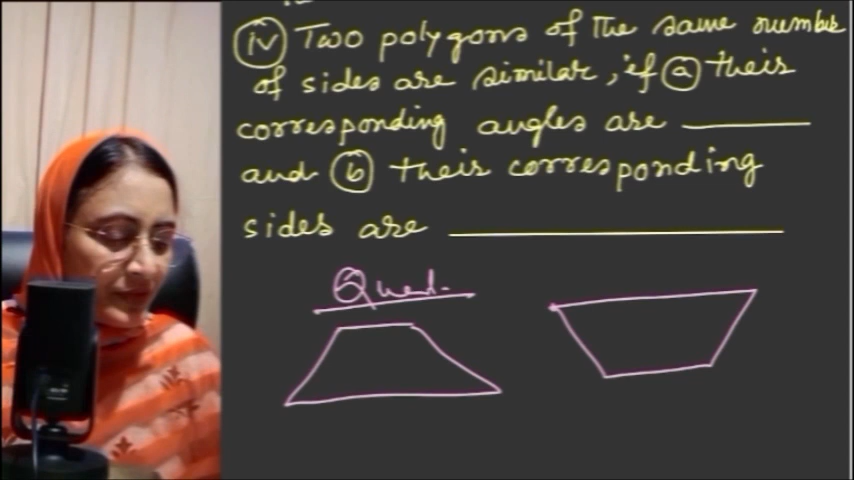 (iv) Two polygons of the same number
of sides are similar, if (a) their
corresponding angles are ______
and (b) their corresponding
sides are ______
Quad.